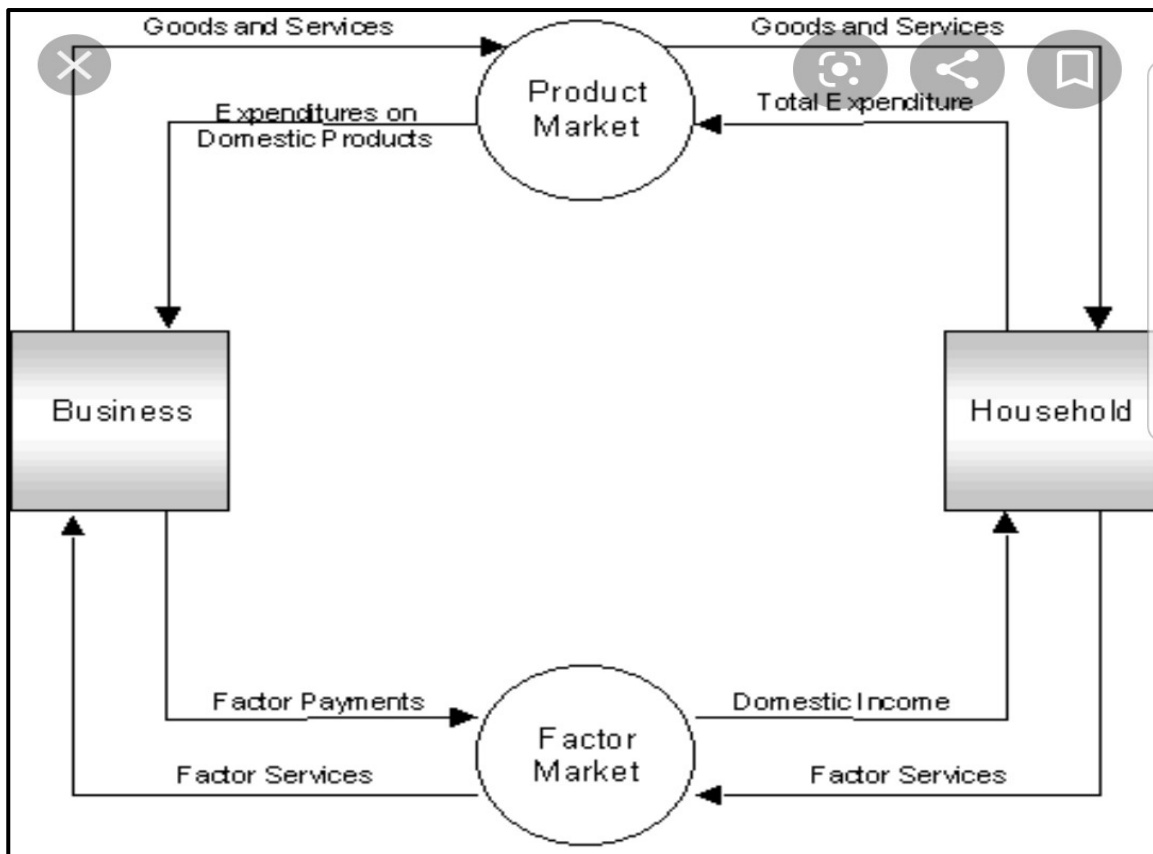 Goods and Services
Goods and Services
Product
Market
Expenditures on
Domestic Products
Total Expenditure
Business
Household
Factor Payments
Domestic Income
Factor
Market
Factor Services
Factor Services